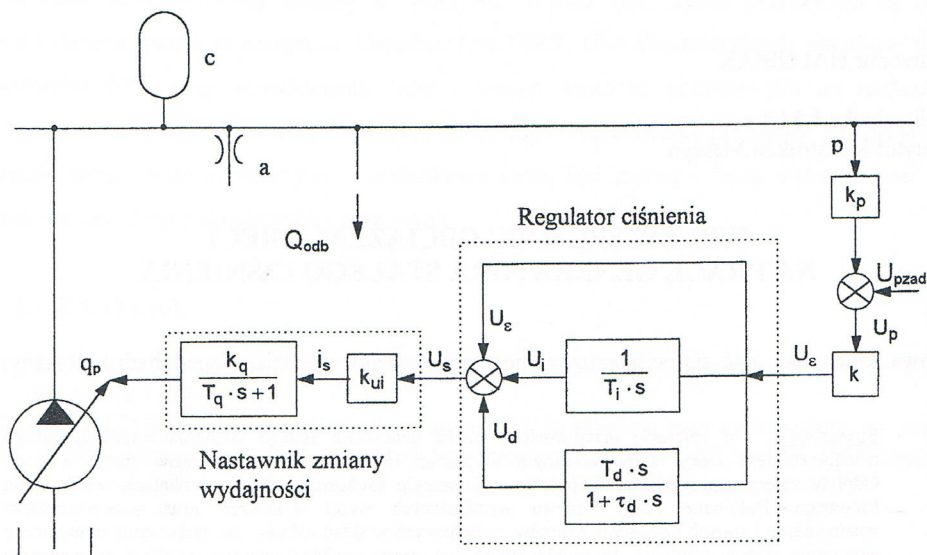 c
a
p
k_p
Q_odb
Regulator ciśnienia
U_pzad
U_p
U_ε
k_q
T_q · s + 1
i_s
k_ui
U_s
U_i
1
T_i · s
U_ε
k
q_p
U_d
T_d · s
1 + τ_d · s
Nastawnik zmiany
wydajności